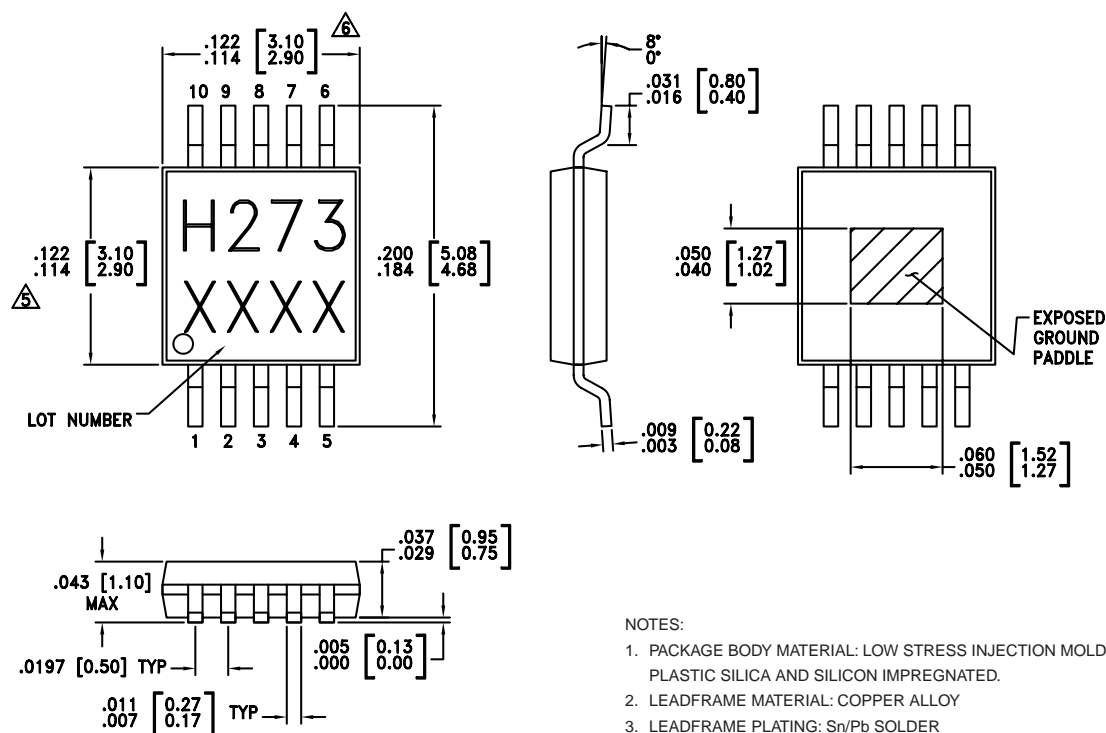 .122 [3.10]
.114 [2.90]
6
10 9 8 7 6
H273
XXXX
.122 [3.10]
.114 [2.90]
5
.200 [5.08]
.184 [4.68]
LOT NUMBER
1 2 3 4 5
8°
0°
.031 [0.80]
.016 [0.40]
.009 [0.22]
.003 [0.08]
.050 [1.27]
.040 [1.02]
EXPOSED
GROUND
PADDLE
.060 [1.52]
.050 [1.27]
.037 [0.95]
.029 [0.75]
.043 [1.10]
MAX
.005 [0.13]
.000 [0.00]
.0197 [0.50] TYP
.011 [0.27]
.007 [0.17]
TYP
NOTES:
1. PACKAGE BODY MATERIAL: LOW STRESS INJECTION MOLD
PLASTIC SILICA AND SILICON IMPREGNATED.
2. LEADFRAME MATERIAL: COPPER ALLOY
3. LEADFRAME PLATING: Sn/Pb SOLDER